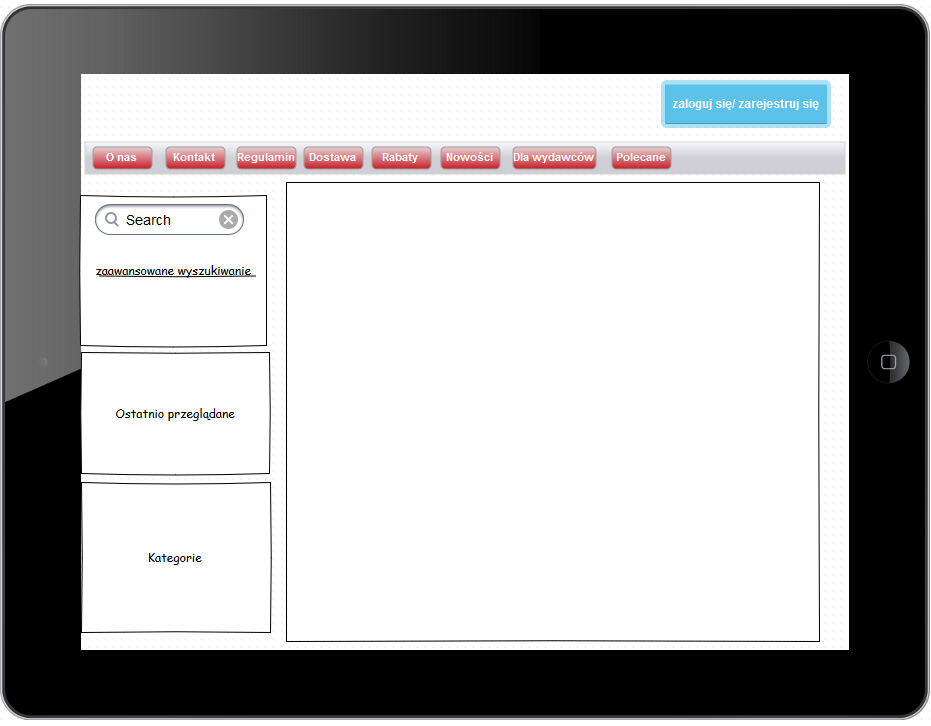 zaloguj się/ zarejestruj się
O nas Kontakt Regulamin Dostawa Rabaty Nowości Dla wydawców Polecane
Search
zaawansowane wyszukiwanie
Ostatnio przeglądane
Kategorie